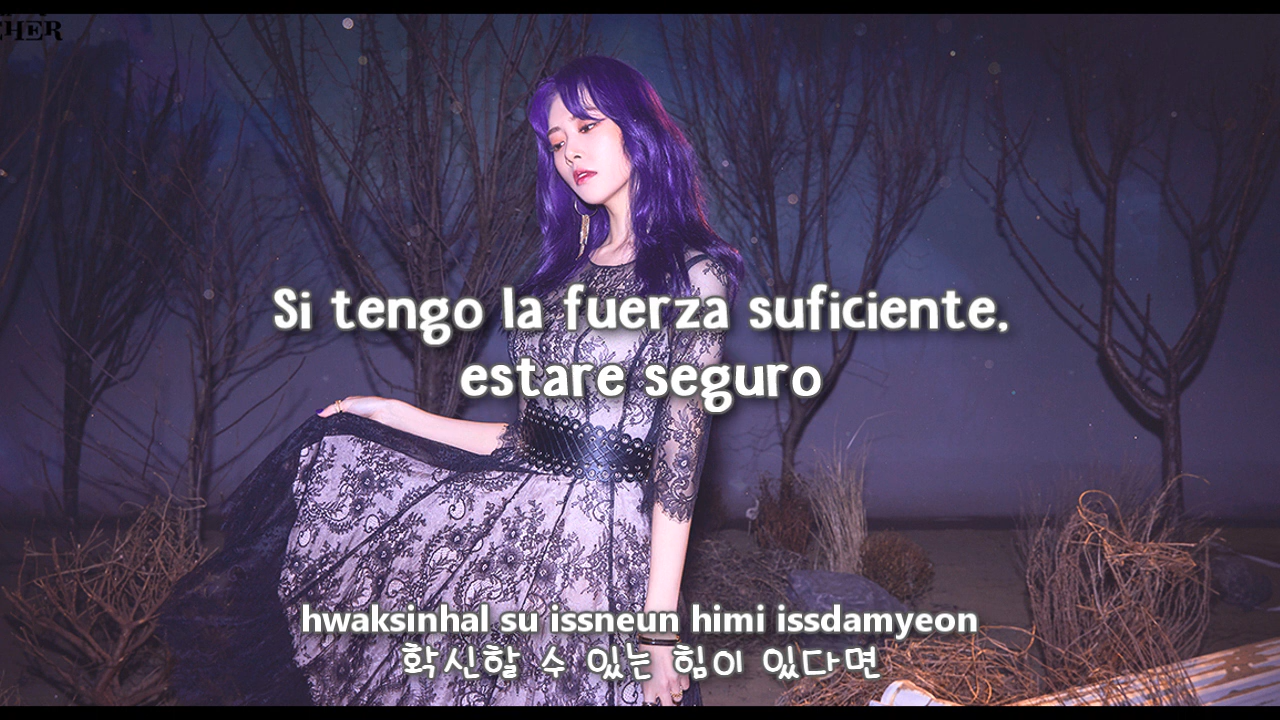 CHER
Si tengo la fuerza suficiente,
estare seguro
hwaksinhal su issneun himi issdamyeon
확신할 수 있는 힘이 있다면